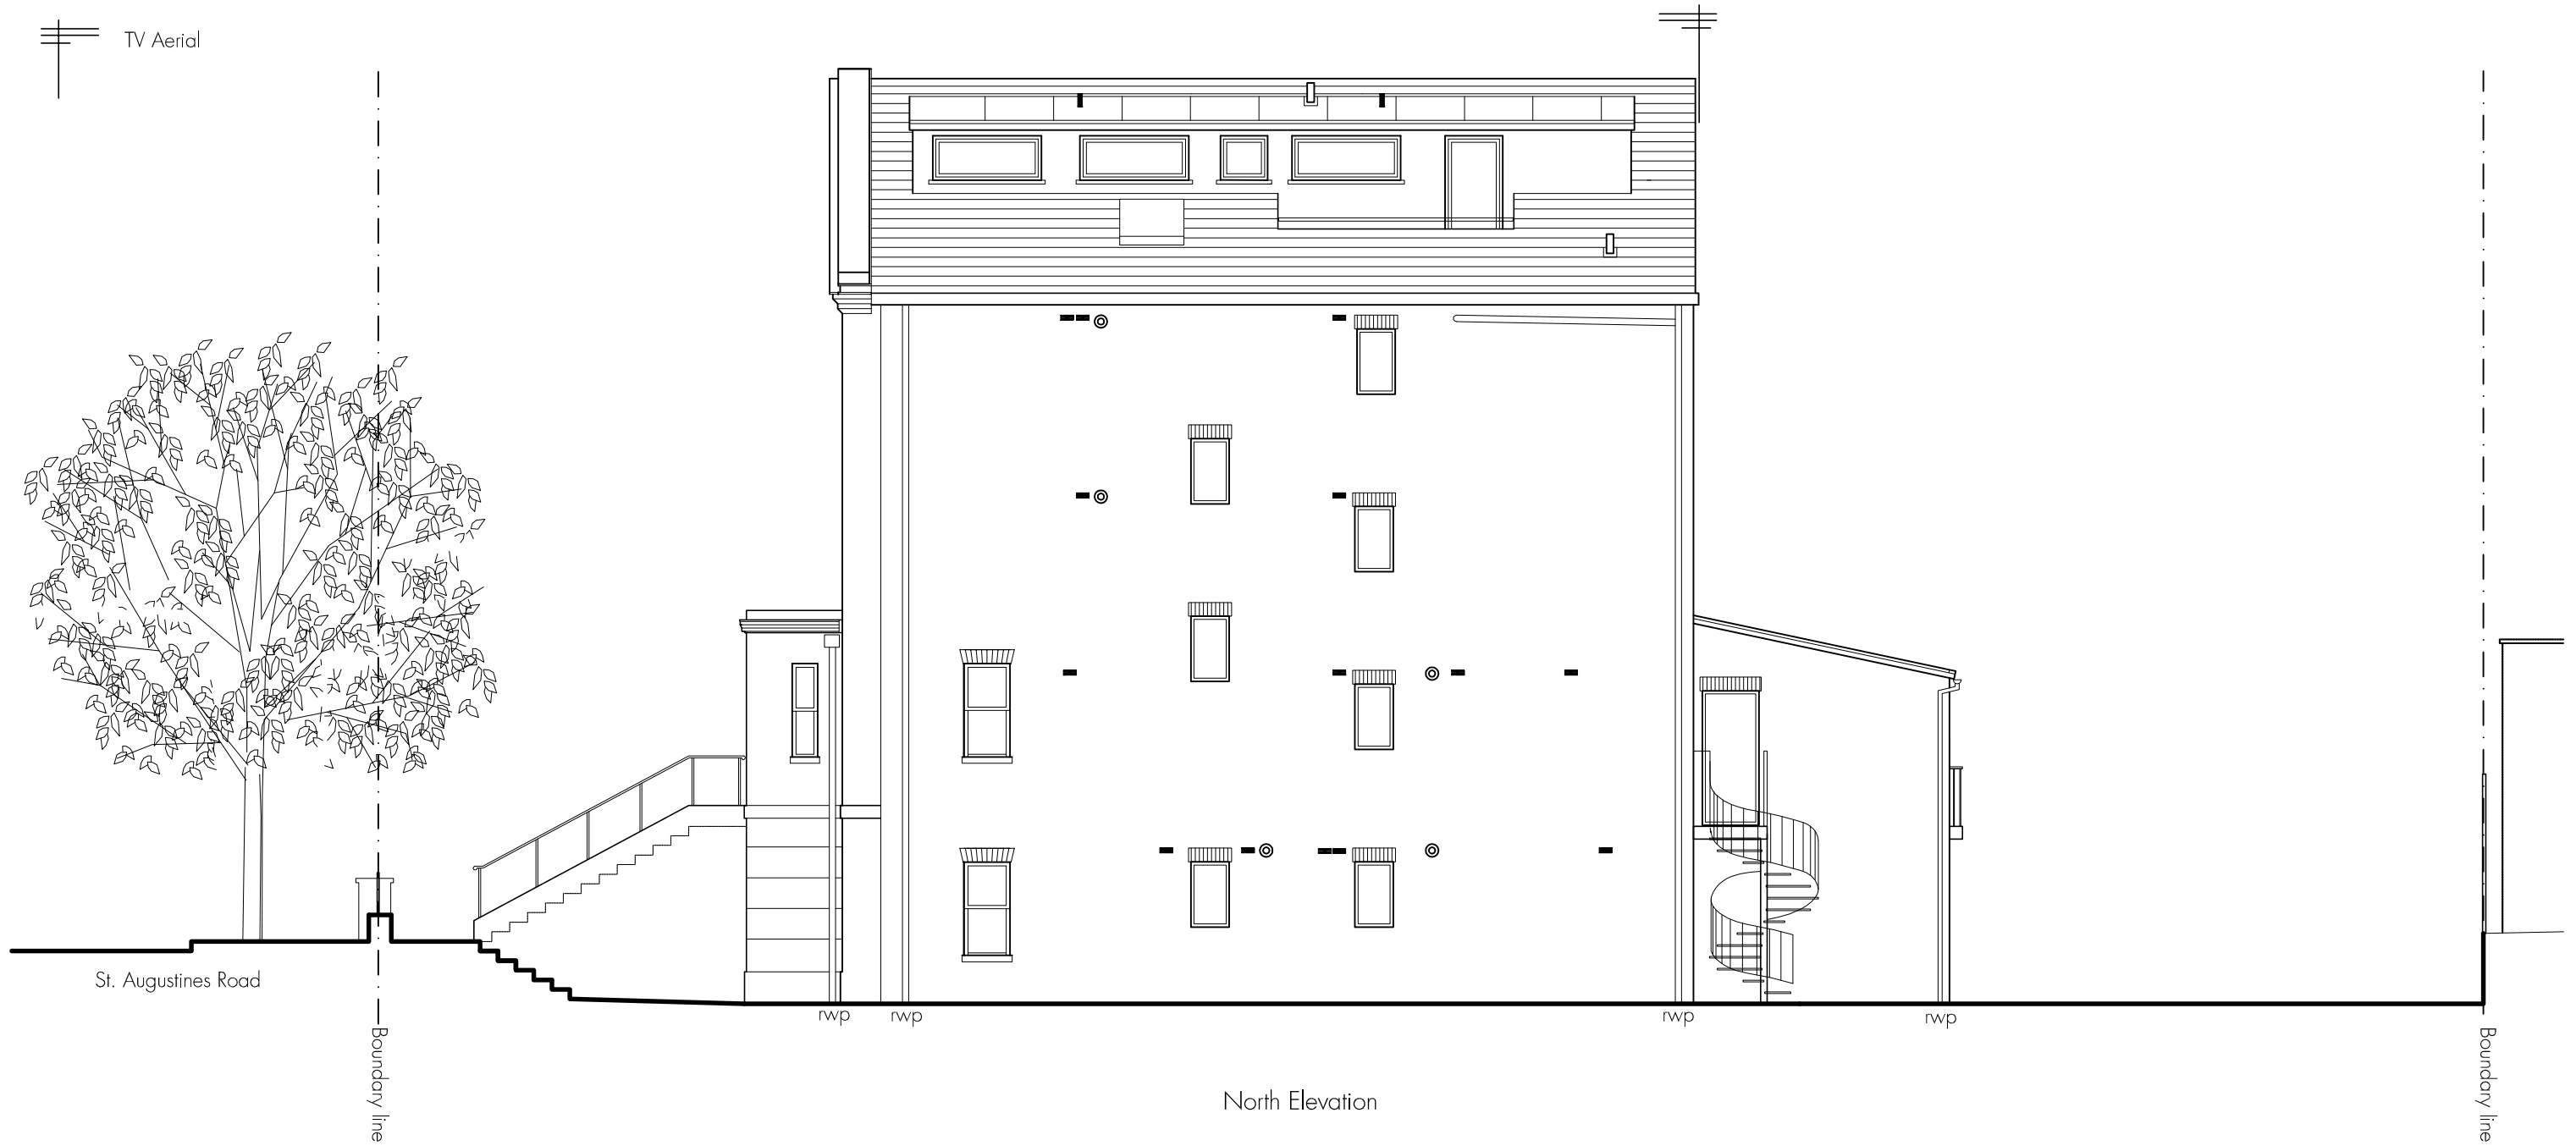 TV Aerial
St. Augustines Road
rwp
rwp
rwp
rwp
Boundary line
Boundary line
North Elevation